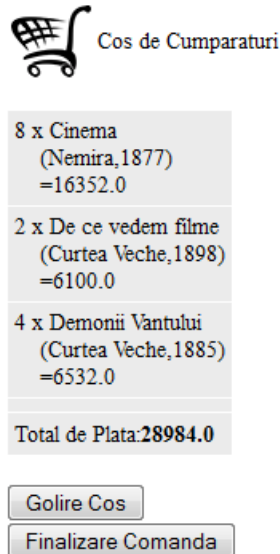 Cos de Cumparaturi
8 x Cinema
(Nemira,1877)
=16352.0
2 x De ce vedem filme
(Curtea Veche,1898)
=6100.0
4 x Demonii Vantului
(Curtea Veche,1885)
=6532.0
Total de Plata:28984.0
Golire Cos
Finalizare Comanda